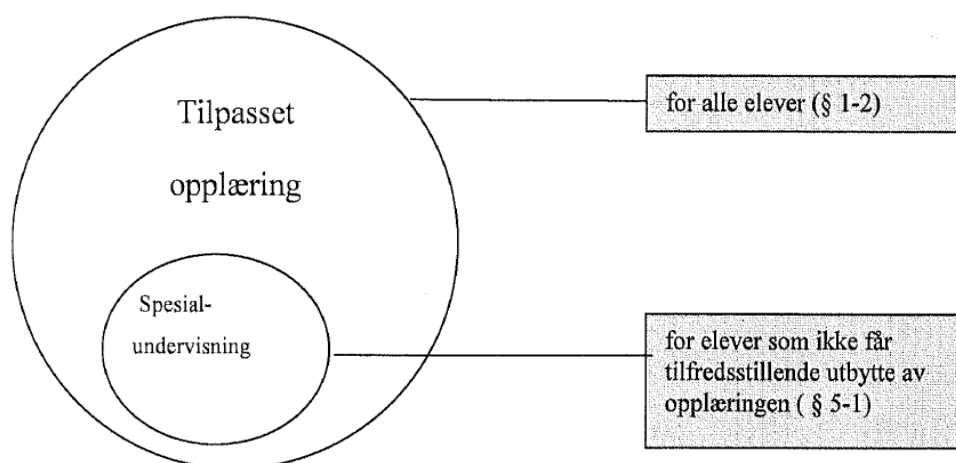 Tilpasset
opplæring
for alle elever (§ 1-2)
Spesial-
undervisning
for elever som ikke får
tilfredsstillende utbytte av
opplæringen ( § 5-1)